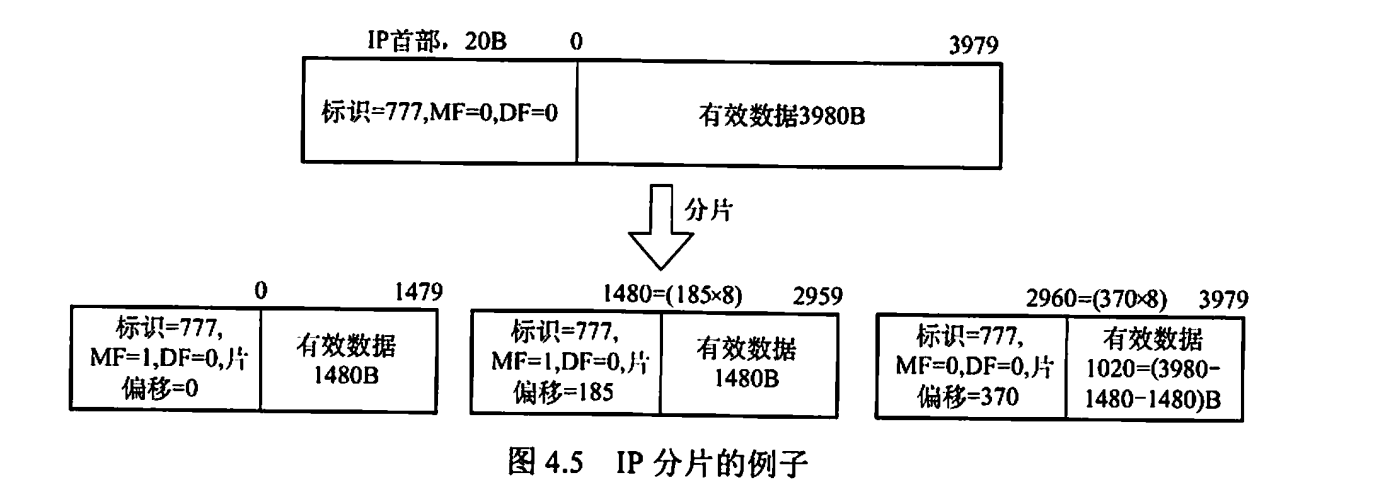 IP首部，20B 0 3979
标识=777,MF=0,DF=0 有效数据3980B
分片
0 1479
标识=777,
MF=1,DF=0,片
偏移=0
有效数据
1480B
1480=(185×8) 2959
标识=777,
MF=1,DF=0,片
偏移=185
有效数据
1480B
2960=(370×8) 3979
标识=777,
MF=0,DF=0,片
偏移=370
有效数据
1020=(3980-
1480-1480)B
图 4.5 IP 分片的例子